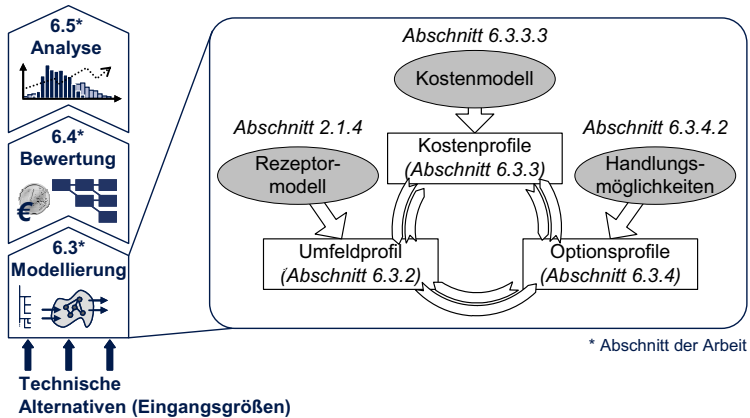 6.5*
Analyse
6.4*
Bewertung
€
6.3*
Modellierung
Technische
Alternativen (Eingangsgrößen)
Abschnitt 6.3.3.3
Kostenmodell
Abschnitt 2.1.4
Rezeptor-
modell
Kostenprofile
(Abschnitt 6.3.3)
Abschnitt 6.3.4.2
Handlungs-
möglichkeiten
Umfeldprofil
(Abschnitt 6.3.2)
Optionsprofile
(Abschnitt 6.3.4)
* Abschnitt der Arbeit